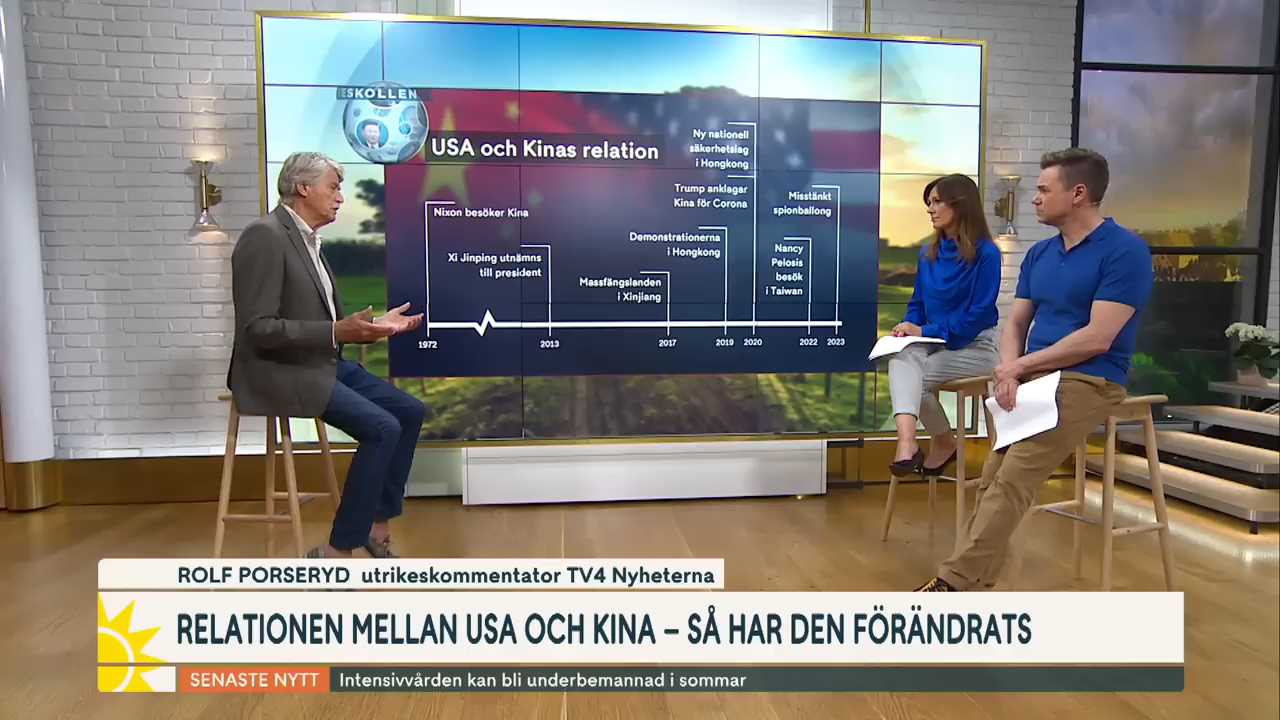 ESKOLLEN
USA och Kinas relation
Nixon besöker Kina
Xi Jinping utnämns
till president
Massfängslanden
i Xinjiang
Demonstrationerna
i Hongkong
Ny nationell
säkerhetslag
i Hongkong
Trump anklagar
Kina för Corona
Nancy
Pelosis
besök
i Taiwan
Misstänkt
spionballong
1972
2013
2017
2019
2020
2022
2023
ROLF PORSERYD utrikeskommentator TV4 Nyheterna
RELATIONEN MELLAN USA OCH KINA – SÅ HAR DEN FÖRÄNDRATS
SENASTE NYTT Intensivvården kan bli underbemannad i sommar